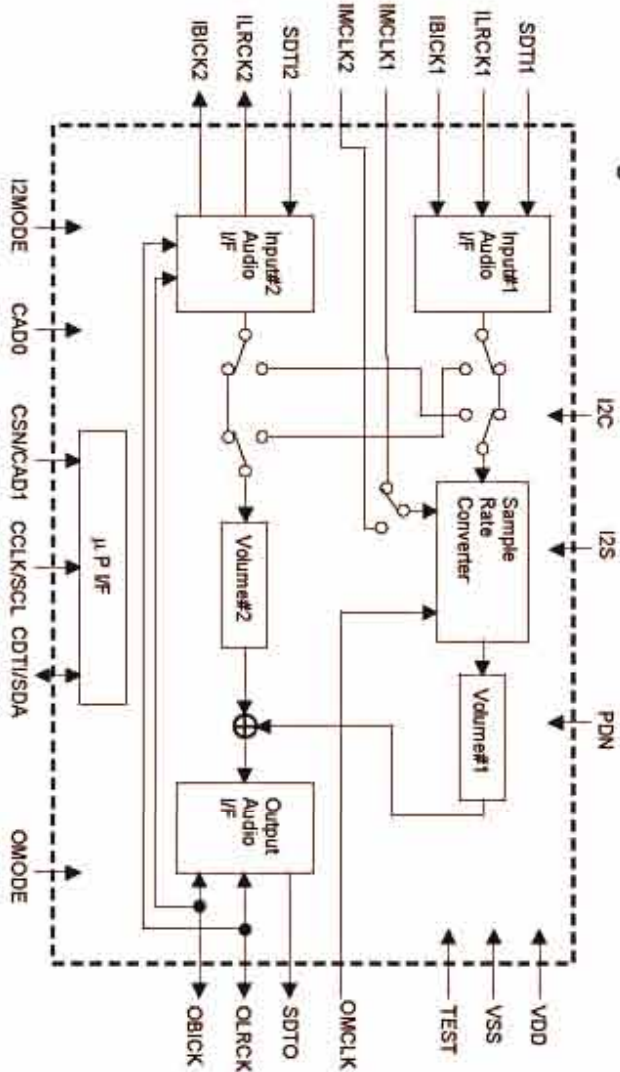 SDTI1
ILRCK1
IBICK1
IMCLK1
IMCLK2
SDTI2
ILRCK2
IBICK2
I2C
I2S
PDN
VDD
VSS
TEST
OMCLK
SDTO
OLRCK
OBICK
I2MODE
CAD0
CSN/CAD1
CCLK/SCL
CDTI/SDA
OMODE
Input#1
Audio
I/F
Sample
Rate
Converter
Volume#1
Input#2
Audio
I/F
Volume#2
Output
Audio
I/F
μ P I/F